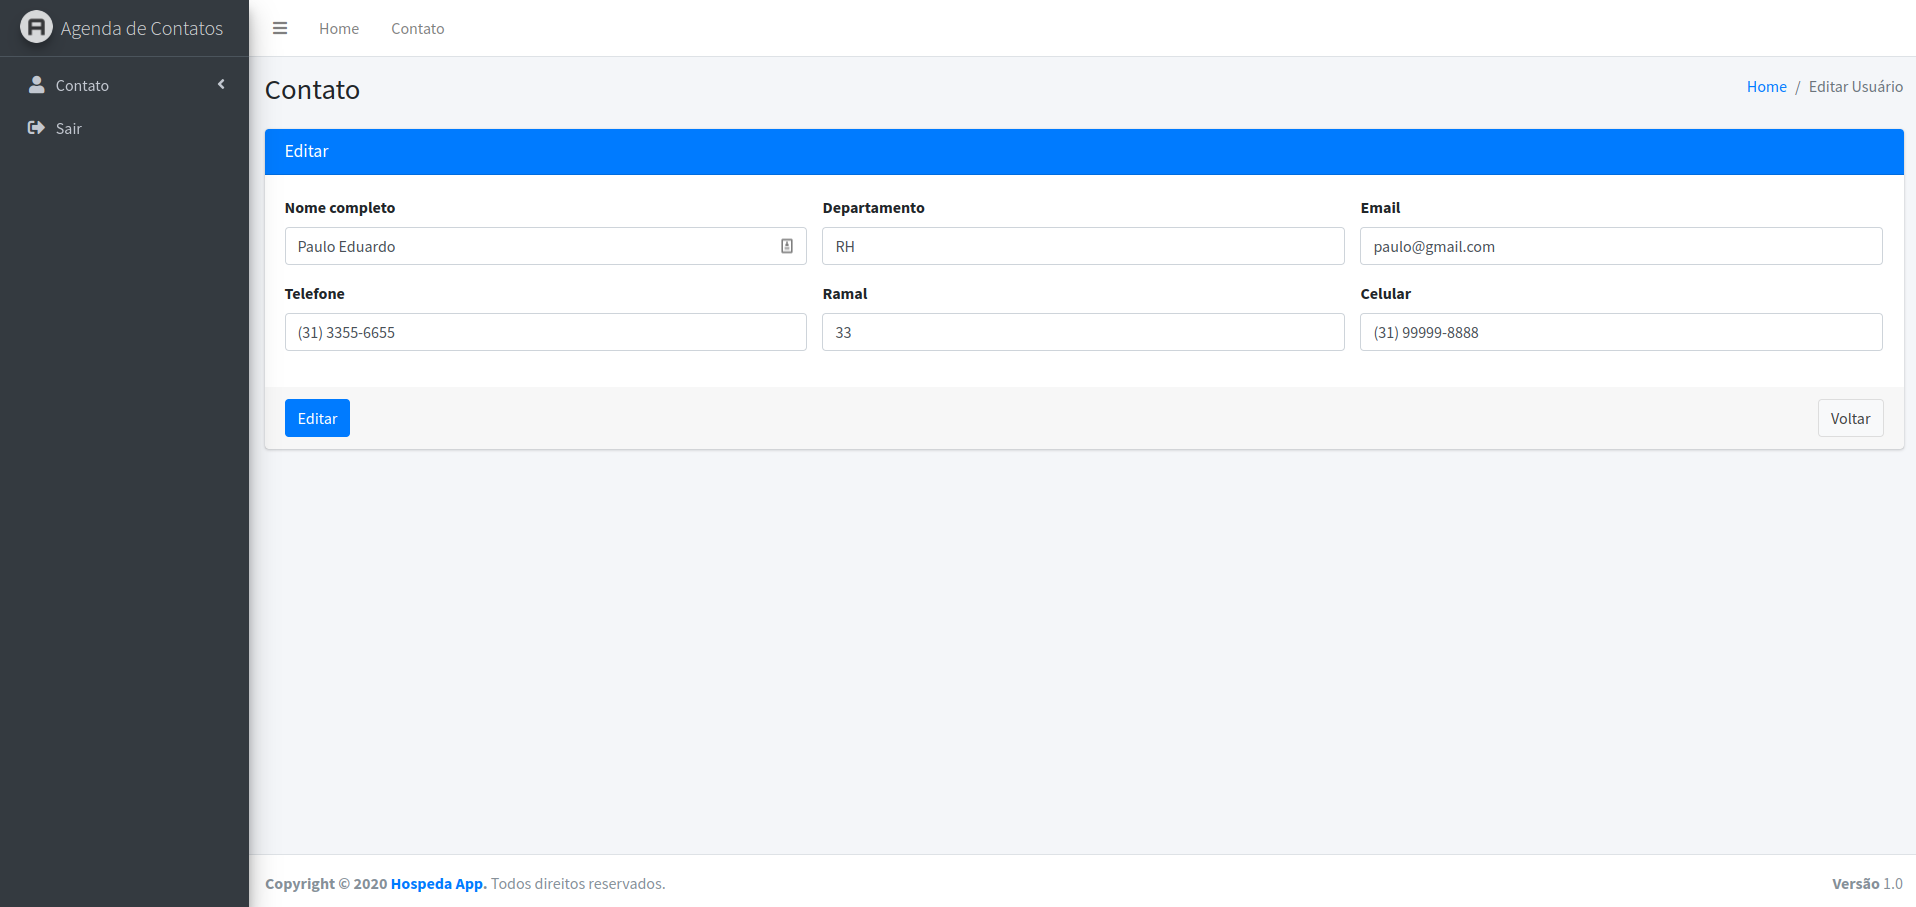 Agenda de Contatos
Home
Contato
Contato
Sair
Contato
Home / Editar Usuário
Editar
Nome completo
Departamento
Email
Paulo Eduardo
RH
paulo@gmail.com
Telefone
Ramal
Celular
(31) 3355-6655
33
(31) 99999-8888
Editar
Voltar
Copyright © 2020 Hospeda App. Todos direitos reservados.
Versão 1.0